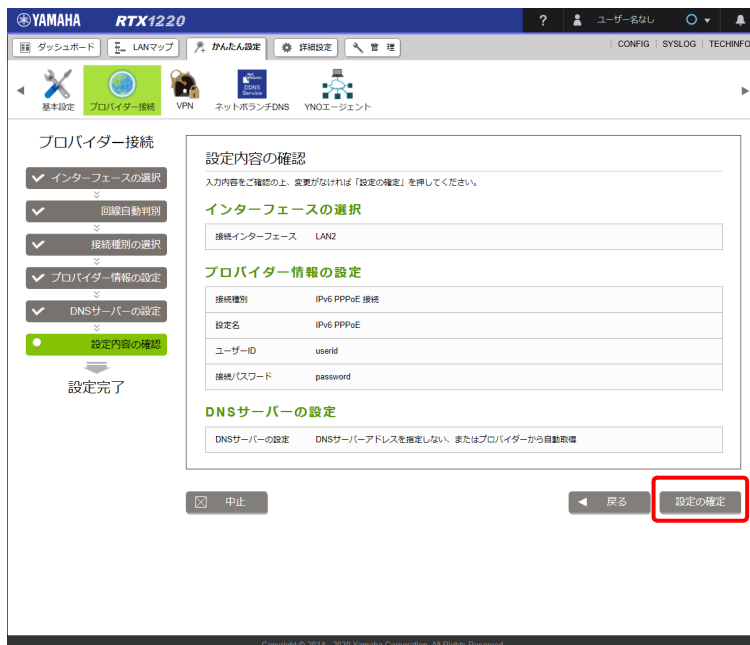 YAMAHA RTX1220 ? ユーザー名なし
ダッシュボード LANマップ かんたん設定 詳細設定 管 理 CONFIG SYSLOG TECHINFO
基本設定 プロバイダー接続 VPN DDNS Service ネットボランチDNS YNOエージェント
プロバイダー接続
インターフェースの選択
回線自動判別
接続種別の選択
プロバイダー情報の設定
DNSサーバーの設定
設定内容の確認
設定完了
設定内容の確認
入力内容をご確認の上、変更がなければ「設定の確定」を押してください。
インターフェースの選択
接続インターフェース LAN2
プロバイダー情報の設定
接続種別 IPv6 PPPoE 接続
設定名 IPv6 PPPoE
ユーザーID userid
接続パスワード password
DNSサーバーの設定
DNSサーバーの設定 DNSサーバーアドレスを指定しない、またはプロバイダーから自動取得
中止 戻る 設定の確定
Copyright © 2014 - 2020 Yamaha Corporation. All Rights Reserved.